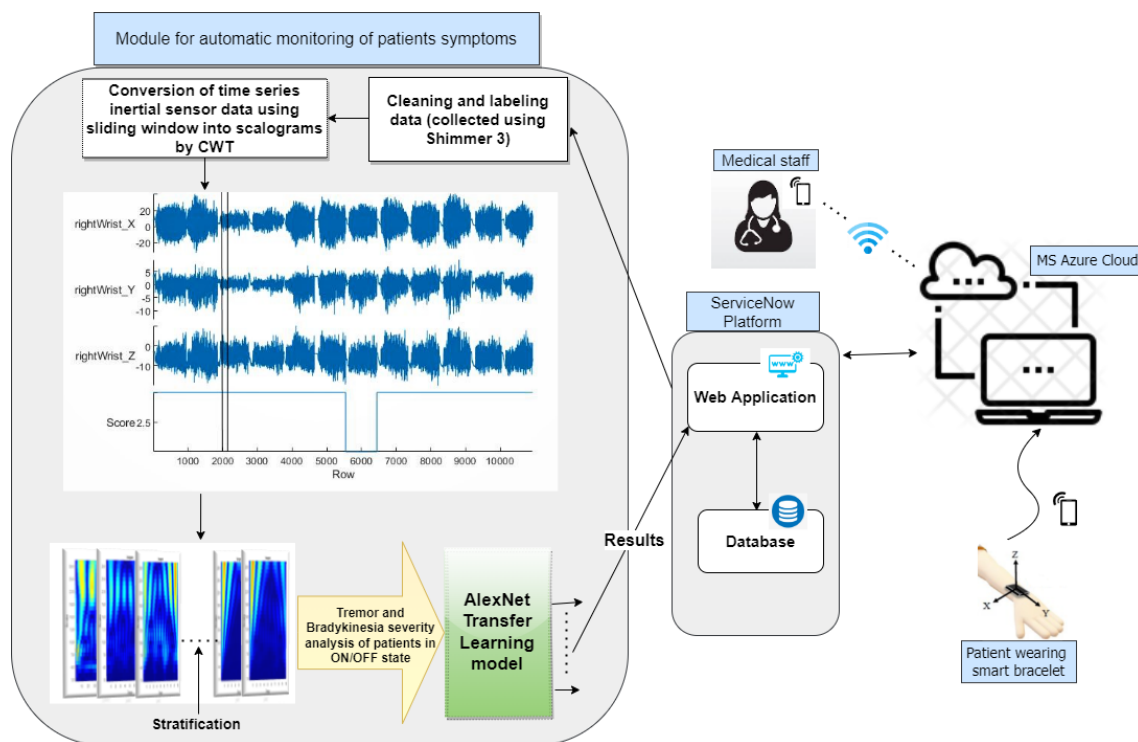 Module for automatic monitoring of patients symptoms
Conversion of time series
inertial sensor data using
sliding window into scalograms
by CWT
Cleaning and labeling
data (collected using
Shimmer 3)
rightWrist_X
20
0
-20
rightWrist_Y
5
0
-5
-10
rightWrist_Z
0
-10
Score
2.5
1000 2000 3000 4000 5000 6000 7000 8000 9000 10000
Row
Stratification
Tremor and
Bradykinesia severity
analysis of patients in
ON/OFF state
AlexNet
Transfer
Learning
model
Results
Medical staff
ServiceNow
Platform
www
Web Application
Database
MS Azure Cloud
Z
X
Y
Patient wearing
smart bracelet